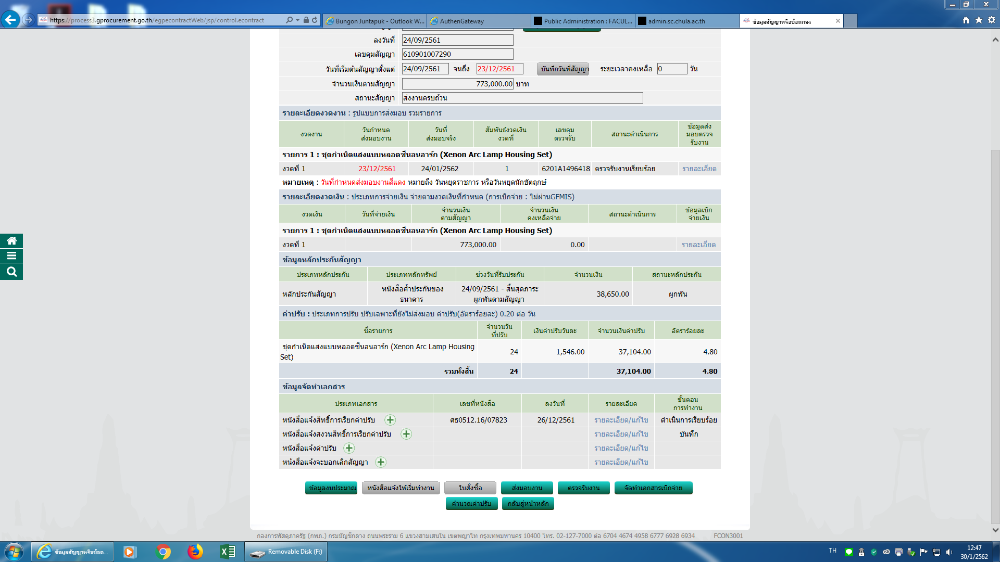 https://process3.gprocurement.go.th/egpecontractWeb/jsp/control.econtract
Bungon Juntapuk - Outlook W...
AuthenGateway
Public Administration : FACUL...
admin.sc.chula.ac.th
ข้อมูลสัญญาหรือข้อตกลง
ลงวันที่ 24/09/2561
เลขคุมสัญญา 610901007290
วันที่เริ่มต้นสัญญาตั้งแต่ 24/09/2561 จนถึง 23/12/2561 บันทึกวันที่สัญญา ระยะเวลาคงเหลือ 0 วัน
จำนวนเงินตามสัญญา 773,000.00 บาท
สถานะสัญญา ส่งงานครบถ้วน
รายละเอียดงวดงาน : รูปแบบการส่งมอบ รวมรายการ
งวดงาน วันกำหนดส่งมอบงาน วันที่ส่งมอบจริง สัมพันธ์งวดเงินงวดที่ เลขคุมตรวจรับ สถานะดำเนินการ ข้อมูลส่งมอบตรวจรับงาน
รายการ 1 : ชุดกำเนิดแสงแบบหลอดซีนอนอาร์ก (Xenon Arc Lamp Housing Set)
งวดที่ 1 23/12/2561 24/01/2562 1 6201A1496418 ตรวจรับงานเรียบร้อย รายละเอียด
หมายเหตุ : วันที่กำหนดส่งมอบงานสีแดง หมายถึง วันหยุดราชการ หรือวันหยุดนักขัตฤกษ์
รายละเอียดงวดเงิน : ประเภทการจ่ายเงิน จ่ายตามงวดเงินที่กำหนด (การเบิกจ่าย : ไม่ผ่านGFMIS)
งวดเงิน วันที่จ่ายเงิน จำนวนเงินตามสัญญา จำนวนเงินคงเหลือจ่าย สถานะดำเนินการ ข้อมูลเบิกจ่ายเงิน
รายการ 1 : ชุดกำเนิดแสงแบบหลอดซีนอนอาร์ก (Xenon Arc Lamp Housing Set)
งวดที่ 1 773,000.00 0.00 รายละเอียด
ข้อมูลหลักประกันสัญญา
ประเภทหลักประกัน ประเภทหลักทรัพย์ ช่วงวันที่รับประกัน จำนวนเงิน สถานะหลักประกัน
หลักประกันสัญญา หนังสือค้ำประกันของธนาคาร 24/09/2561 - สิ้นสุดภาระผูกพันตามสัญญา 38,650.00 ผูกพัน
ค่าปรับ : ประเภทการปรับ ปรับเฉพาะที่ยังไม่ส่งมอบ ค่าปรับ(อัตราร้อยละ) 0.20 ต่อ วัน
ชื่อรายการ จำนวนวันที่ปรับ เงินค่าปรับวันละ จำนวนเงินค่าปรับ อัตราร้อยละ
ชุดกำเนิดแสงแบบหลอดซีนอนอาร์ก (Xenon Arc Lamp Housing Set) 24 1,546.00 37,104.00 4.80
รวมทั้งสิ้น 24 37,104.00 4.80
ข้อมูลจัดทำเอกสาร
ประเภทเอกสาร เลขที่หนังสือ ลงวันที่ รายละเอียด ขั้นตอนการทำงาน
หนังสือแจ้งสิทธิ์การเรียกค่าปรับ ศธ0512.16/07823 26/12/2561 รายละเอียด/แก้ไข ดำเนินการเรียบร้อย
หนังสือแจ้งสงวนสิทธิ์การเรียกค่าปรับ รายละเอียด/แก้ไข บันทึก
หนังสือแจ้งค่าปรับ รายละเอียด/แก้ไข
หนังสือแจ้งจะบอกเลิกสัญญา รายละเอียด/แก้ไข
ข้อมูลงบประมาณ หนังสือแจ้งให้เริ่มทำงาน ใบสั่งซื้อ ส่งมอบงาน ตรวจรับงาน จัดทำเอกสารเบิกจ่าย
คำนวณค่าปรับ กลับสู่หน้าหลัก
กองการพัสดุภาครัฐ (กพภ.) กรมบัญชีกลาง ถนนพระราม 6 แขวงสามเสนใน เขตพญาไท กรุงเทพมหานคร 10400 โทร. 02-127-7000 ต่อ 6704 4674 4958 6777 6928 6934 FCON3001
ข้อมูลสัญญาหรือข้อต...
Removable Disk (F:)
TH
12:47
30/1/2562